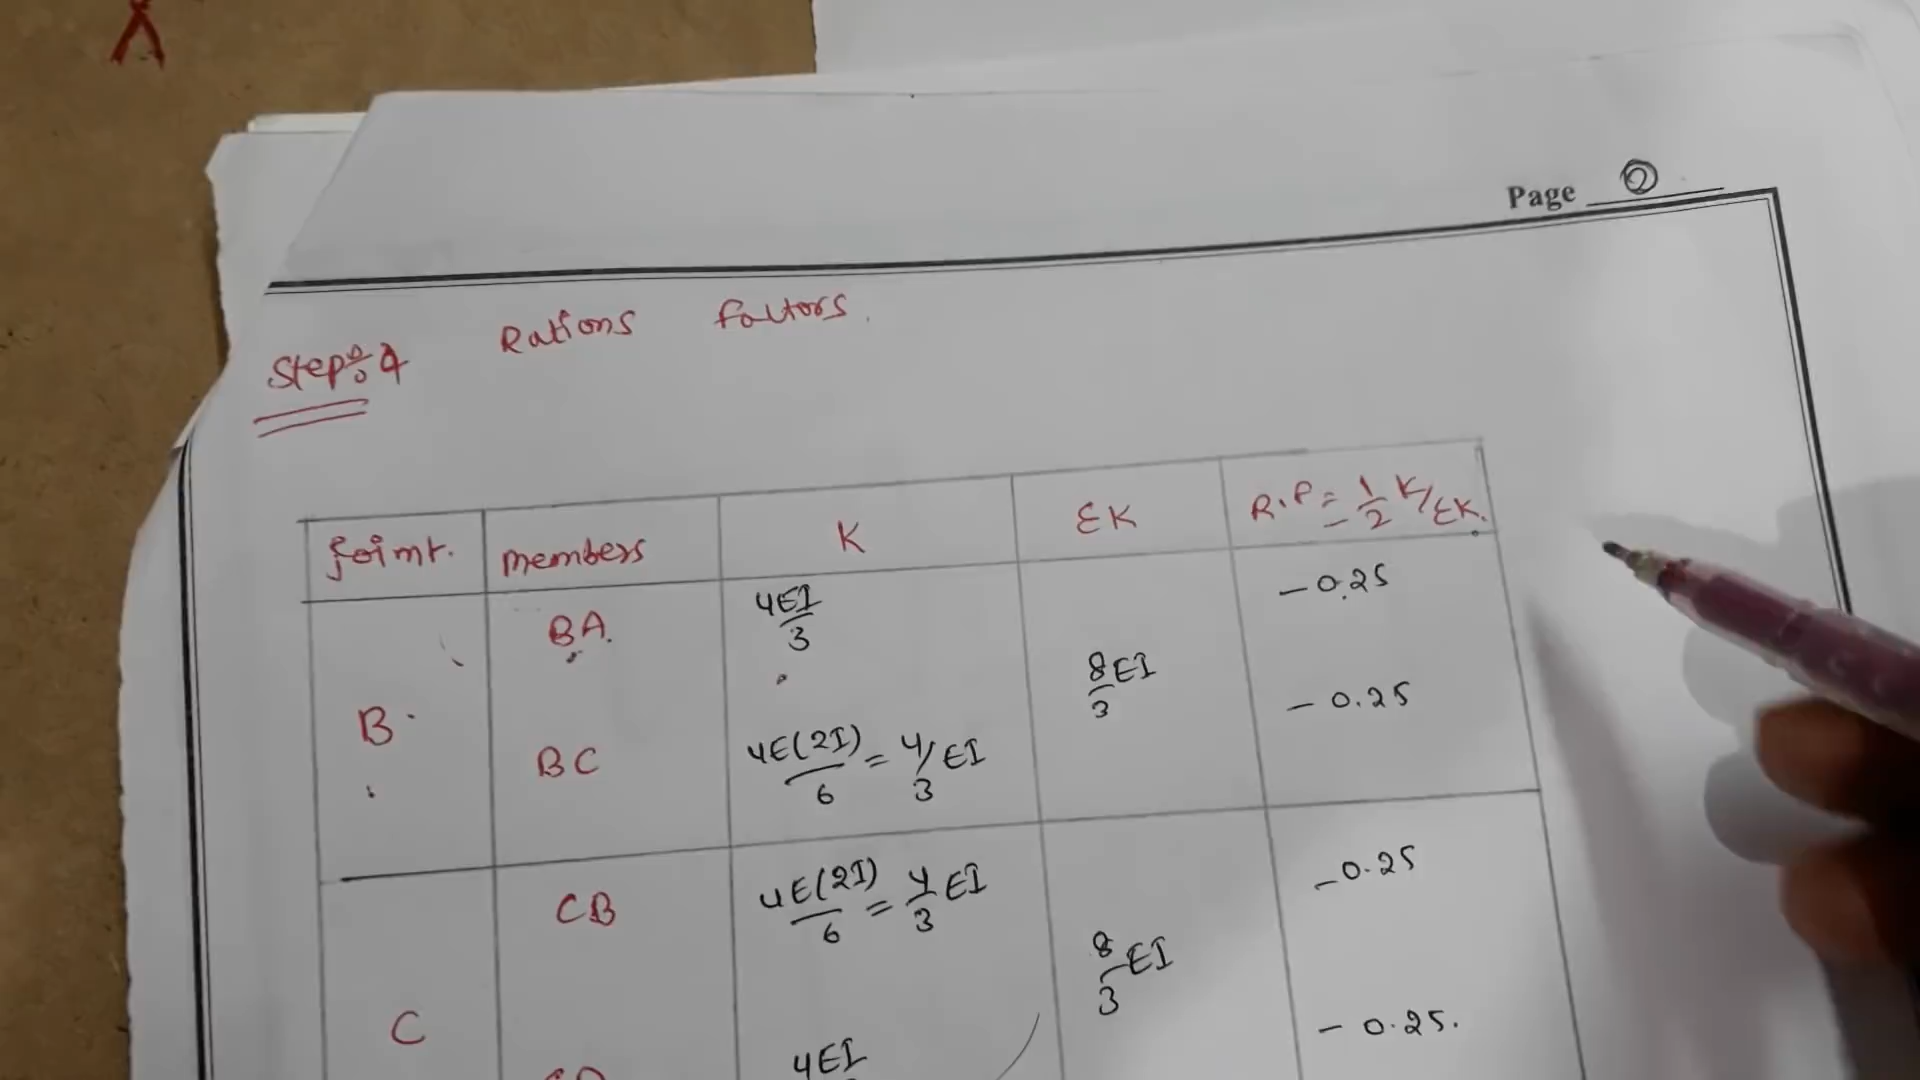 Page 2
Step: 4 Rations factors.
Joint. members K ΣK R.F = -1/2 K/ΣK.
BA. 4EI/3 - 0.25
B. 8/3 EI
BC 4E(2I)/6 = 4/3 EI - 0.25
CB 4E(2I)/6 = 4/3 EI - 0.25
C 8/3 EI
4EI - 0.25.